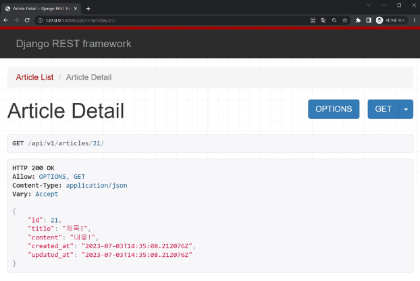 Article Detail – Django REST fra
127.0.0.1:8000/api/v1/articles/21/
Django REST framework
Article List / Article Detail
Article Detail
OPTIONS
GET
GET /api/v1/articles/21/
HTTP 200 OK
Allow: OPTIONS, GET
Content-Type: application/json
Vary: Accept
{
"id": 21,
"title": "제목!",
"content": "내용!",
"created_at": "2023-07-03T14:35:08.212076Z",
"updated_at": "2023-07-03T14:35:08.212076Z"
}